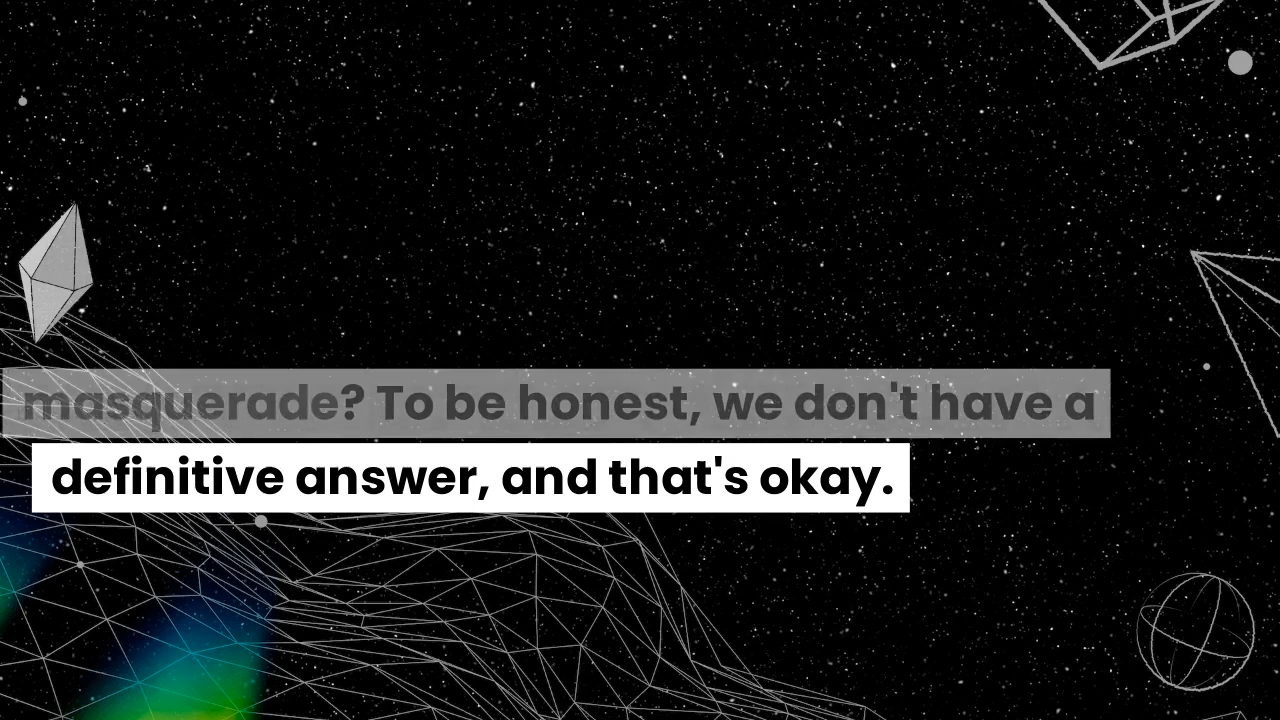 masquerade? To be honest, we don't have a
definitive answer, and that's okay.